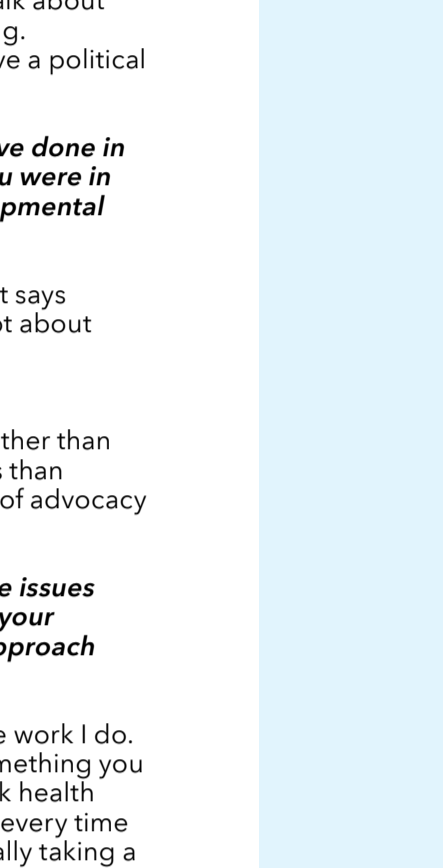 about
g.
ve a political
ve done in
u were in
pmental
t says
ot about
ther than
s than
of advocacy
e issues
your
pproach
e work I do.
mething you
k health
every time
ally taking a